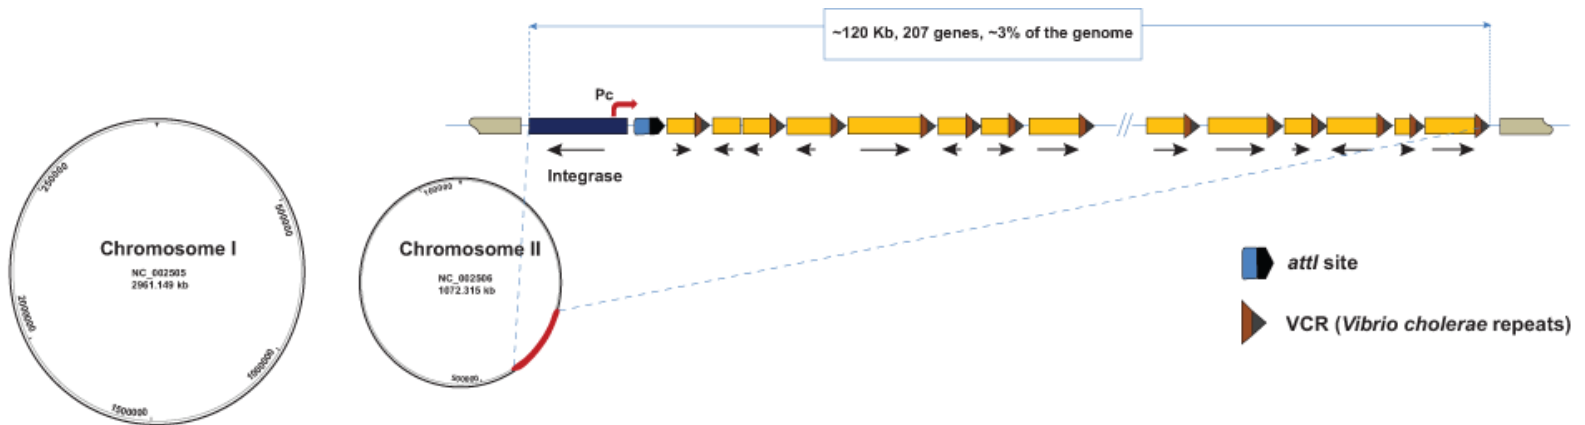 ~120 Kb, 207 genes, ~3% of the genome
Pc
Integrase
250000
500000
Chromosome I
NC_002505
2961.149 kb
2000000
1000000
1500000
100000
Chromosome II
NC_002506
1072.315 kb
500000
attI site
VCR (Vibrio cholerae repeats)